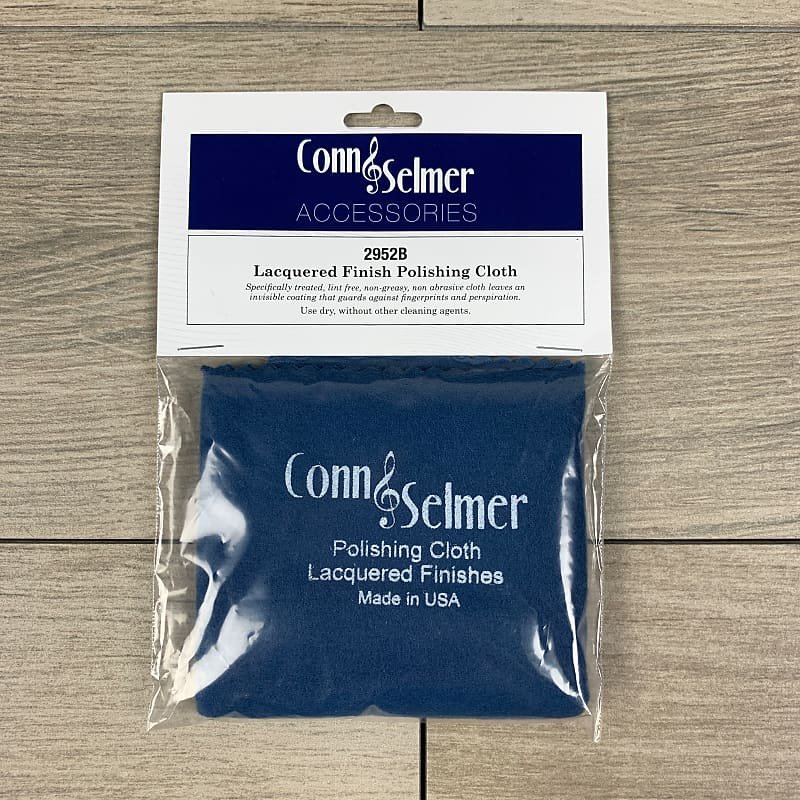 Conn Selmer
ACCESSORIES
2952B
Lacquered Finish Polishing Cloth
Specifically treated, lint free, non-greasy, non abrasive cloth leaves an
invisible coating that guards against fingerprints and perspiration.
Use dry, without other cleaning agents.
Conn Selmer
Polishing Cloth
Lacquered Finishes
Made in USA